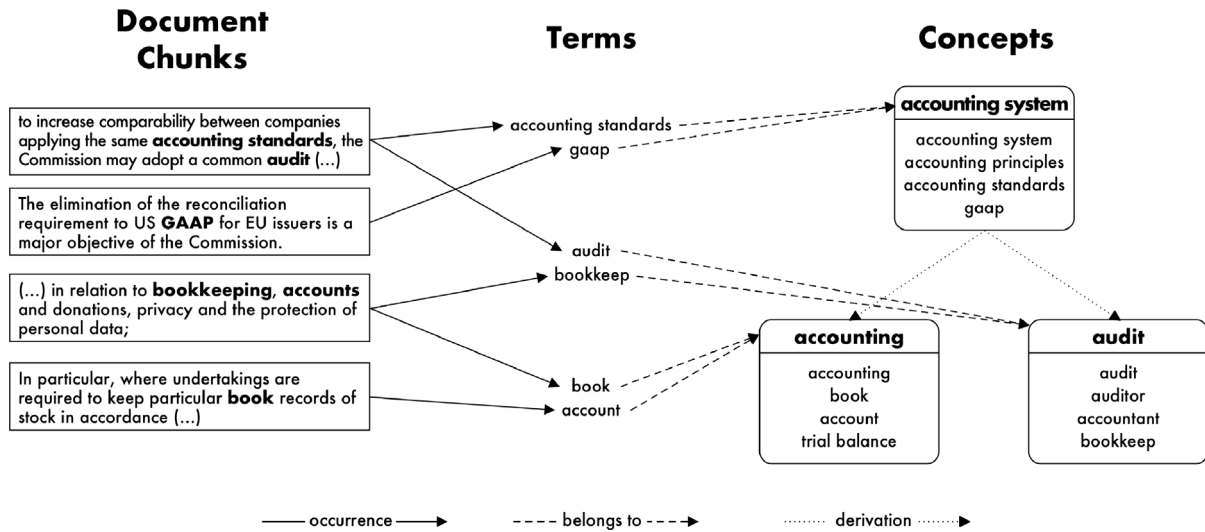 Document
Chunks
Terms
Concepts
to increase comparability between companies
applying the same accounting standards, the
Commission may adopt a common audit (...)
The elimination of the reconciliation
requirement to US GAAP for EU issuers is a
major objective of the Commission.
(...) in relation to bookkeeping, accounts
and donations, privacy and the protection of
personal data;
In particular, where undertakings are
required to keep particular book records of
stock in accordance (...)
accounting standards
gaap
audit
bookkeep
book
account
accounting system
accounting system
accounting principles
accounting standards
gaap
accounting
accounting
book
account
trial balance
audit
audit
auditor
accountant
bookkeep
occurrence
belongs to
derivation